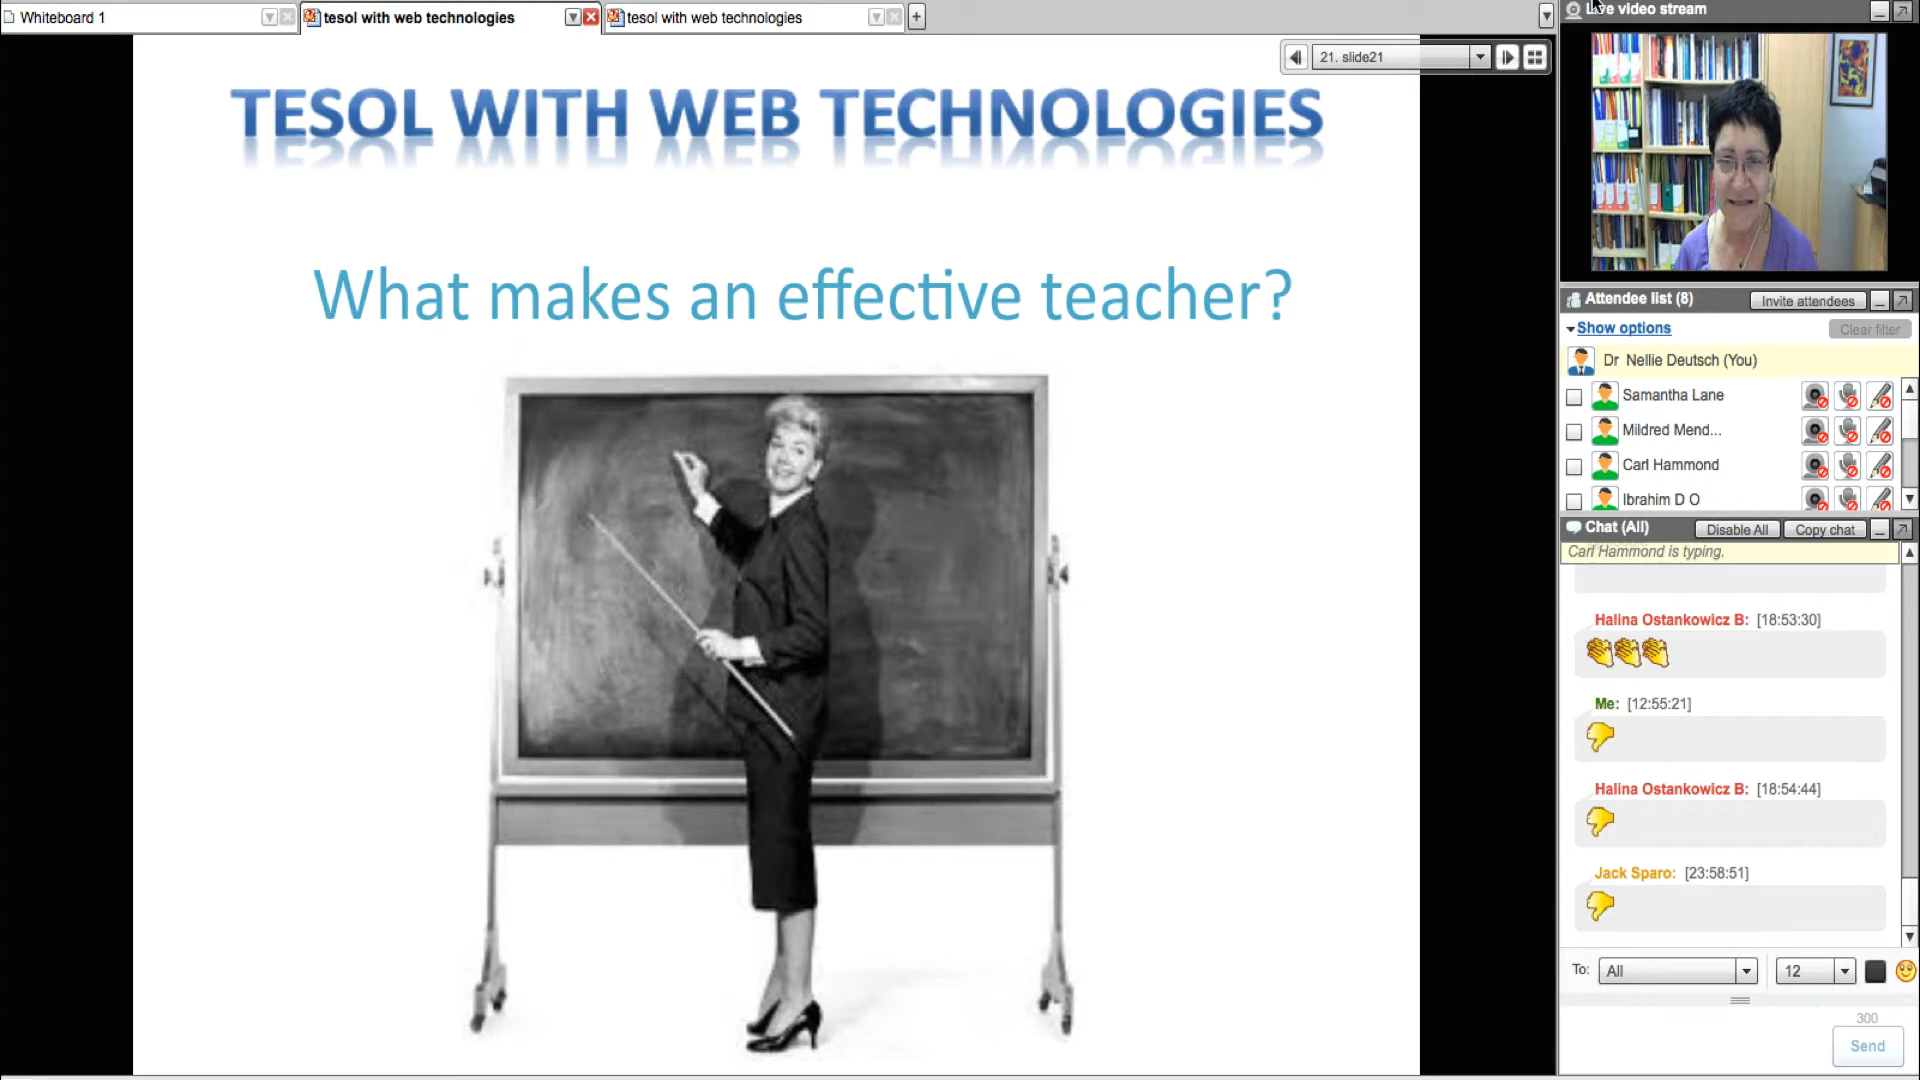 Whiteboard 1
tesol with web technologies
tesol with web technologies
21. slide21
TESOL WITH WEB TECHNOLOGIES
What makes an effective teacher?
Live video stream
Attendee list (8)
Invite attendees
Show options
Clear filter
Dr Nellie Deutsch (You)
Samantha Lane
Mildred Mend...
Carl Hammond
Ibrahim D O
Chat (All)
Disable All
Copy chat
Carl Hammond is typing.
Halina Ostankowicz B: [18:53:30]
Me: [12:55:21]
Halina Ostankowicz B: [18:54:44]
Jack Sparo: [23:58:51]
To: All
12
300
Send